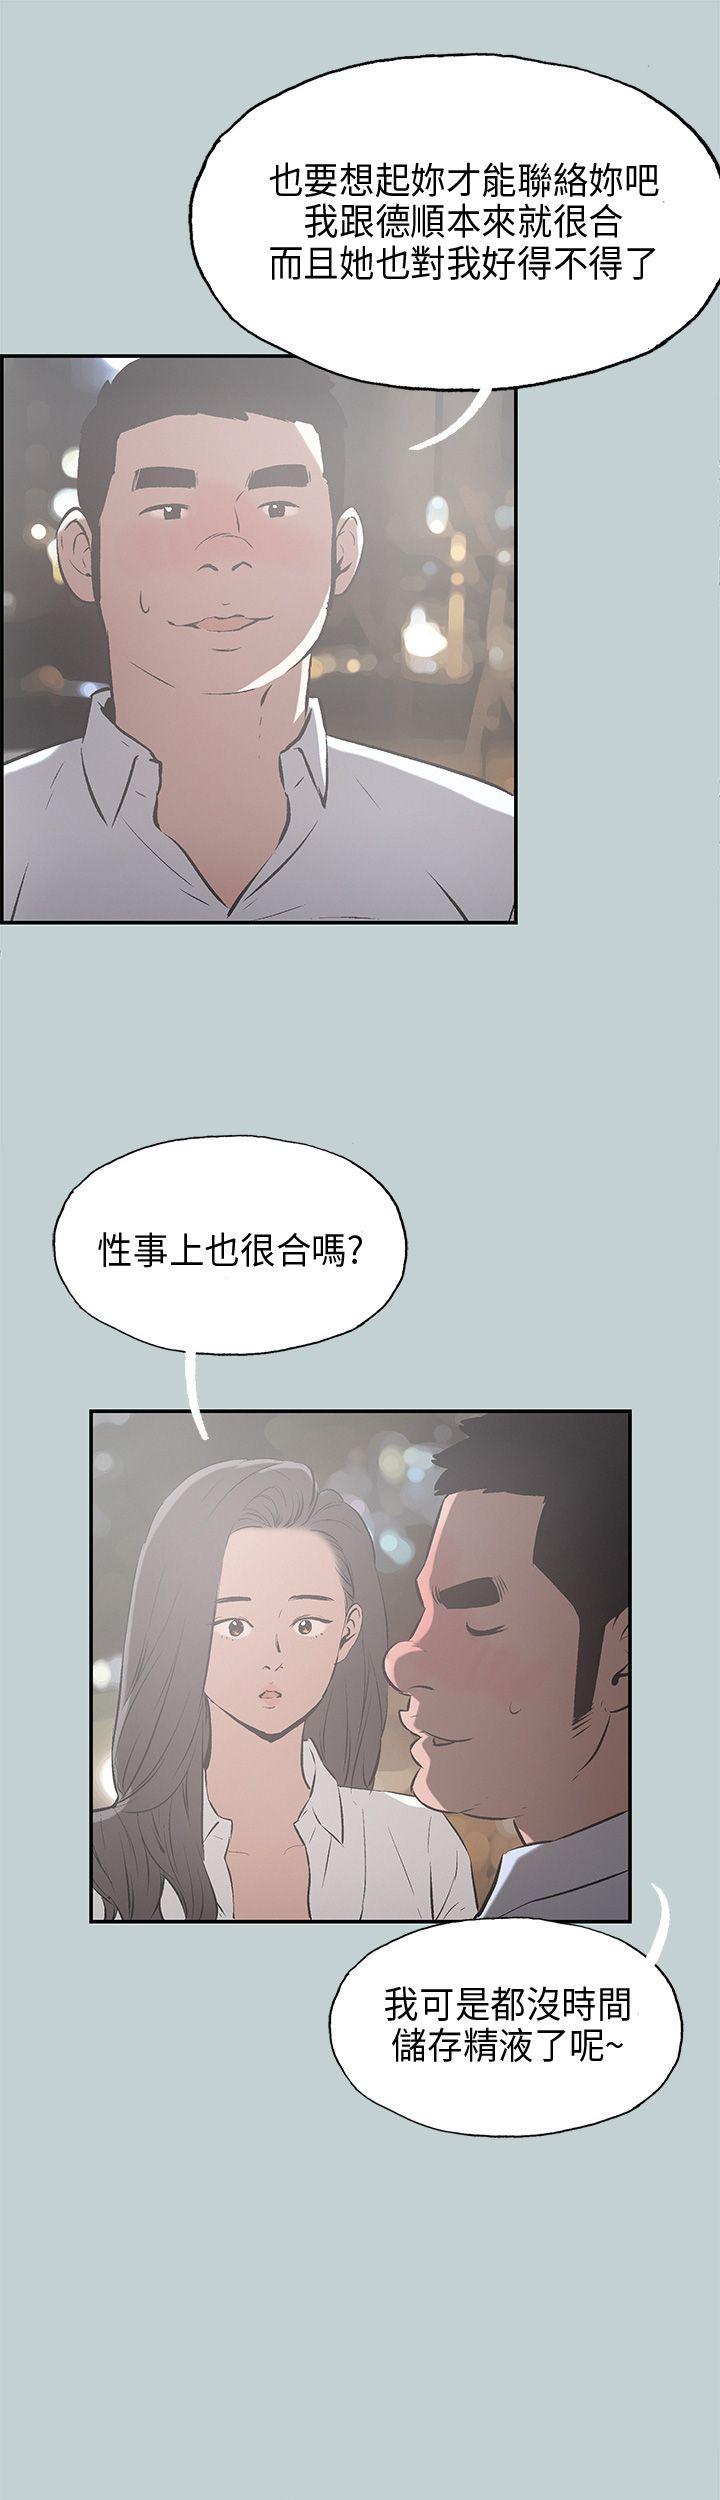 也要想起妳才能聯絡妳吧
我跟德順本來就很合
而且她也對我好得不得了
性事上也很合嗎?
我可是都沒時間
儲存精液了呢~